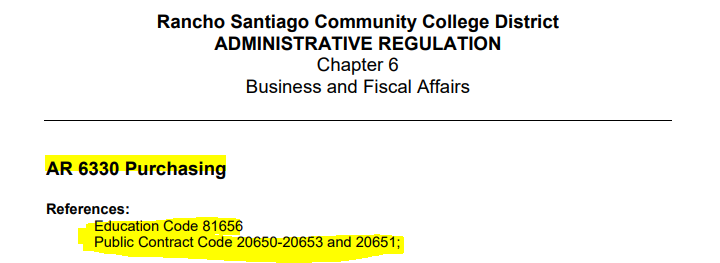 Rancho Santiago Community College District
ADMINISTRATIVE REGULATION
Chapter 6
Business and Fiscal Affairs
AR 6330 Purchasing
References:
Education Code 81656
Public Contract Code 20650-20653 and 20651;